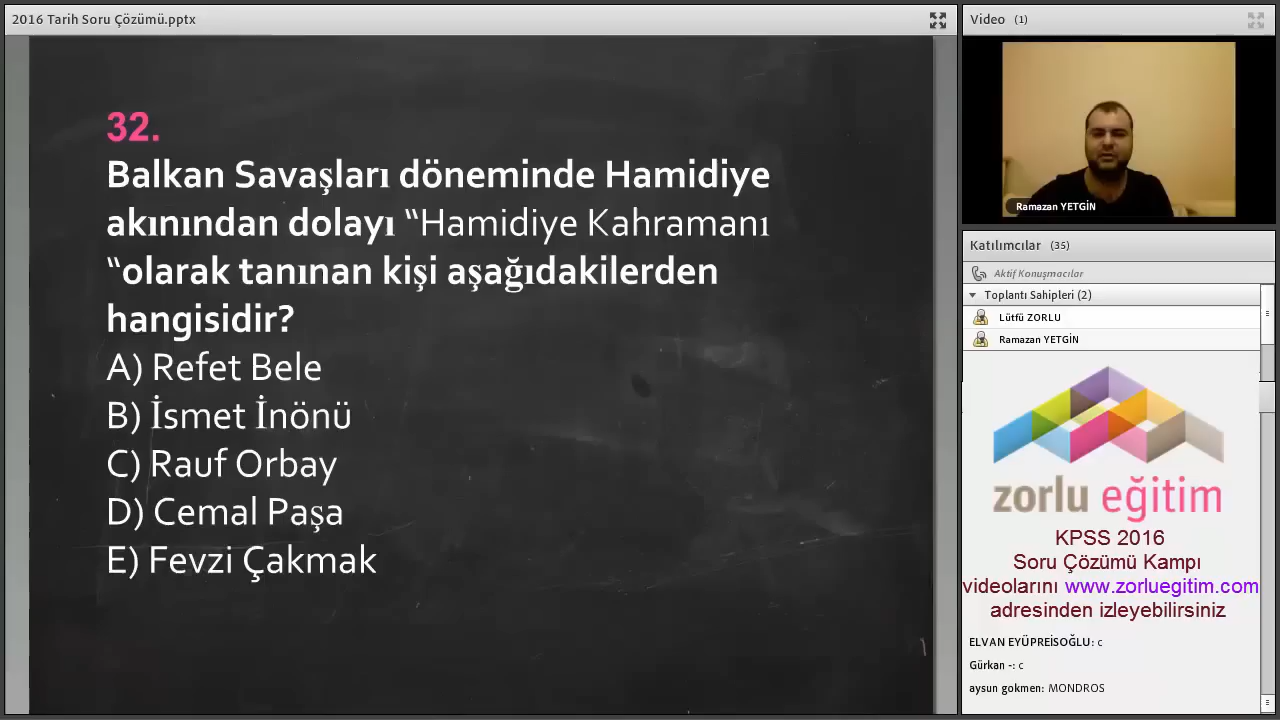 2016 Tarih Soru Çözümü.pptx
32.
Balkan Savaşları döneminde Hamidiye
akınından dolayı “Hamidiye Kahramanı
“olarak tanınan kişi aşağıdakilerden
hangisidir?
A) Refet Bele
B) İsmet İnönü
C) Rauf Orbay
D) Cemal Paşa
E) Fevzi Çakmak
Video (1)
Ramazan YETGİN
Katılımcılar (35)
Aktif Konuşmacılar
Toplantı Sahipleri (2)
Lütfü ZORLU
Ramazan YETGİN
zorlu eğitim
KPSS 2016
Soru Çözümü Kampı
videolarını www.zorluegitim.com
adresinden izleyebilirsiniz
ELVAN EYÜPREİSOĞLU: c
Gürkan -: c
aysun gokmen: MONDROS